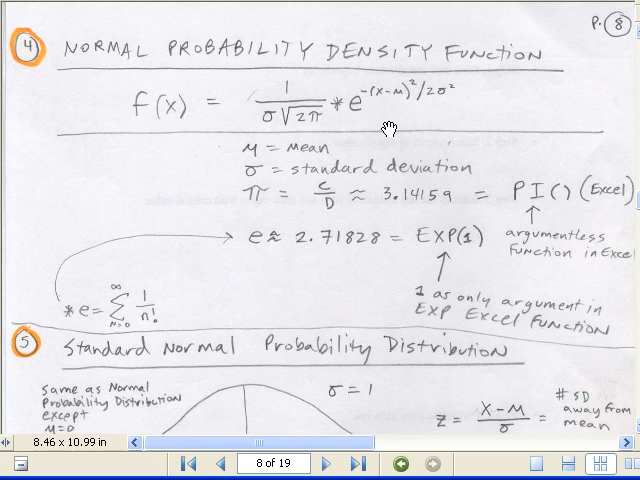 P. 8
4 NORMAL PROBABILITY DENSITY FUNCTION
f(x) = 1 / σ√2π * e^-(x-μ)²/2σ²
μ = mean
σ = standard deviation
π = C/D ≈ 3.14159 = PI() (Excel)
argumentless
function in Excel
e ≈ 2.71828 = EXP(1)
1 as only argument in
EXP Excel Function
* e = ∞ Σ n=0 1/n!
5 Standard Normal Probability Distribution
same as Normal
Probability Distribution
except
μ=0
σ = 1
z = X-μ / σ =
# SD
away from
mean
8.46 x 10.99 in
8 of 19